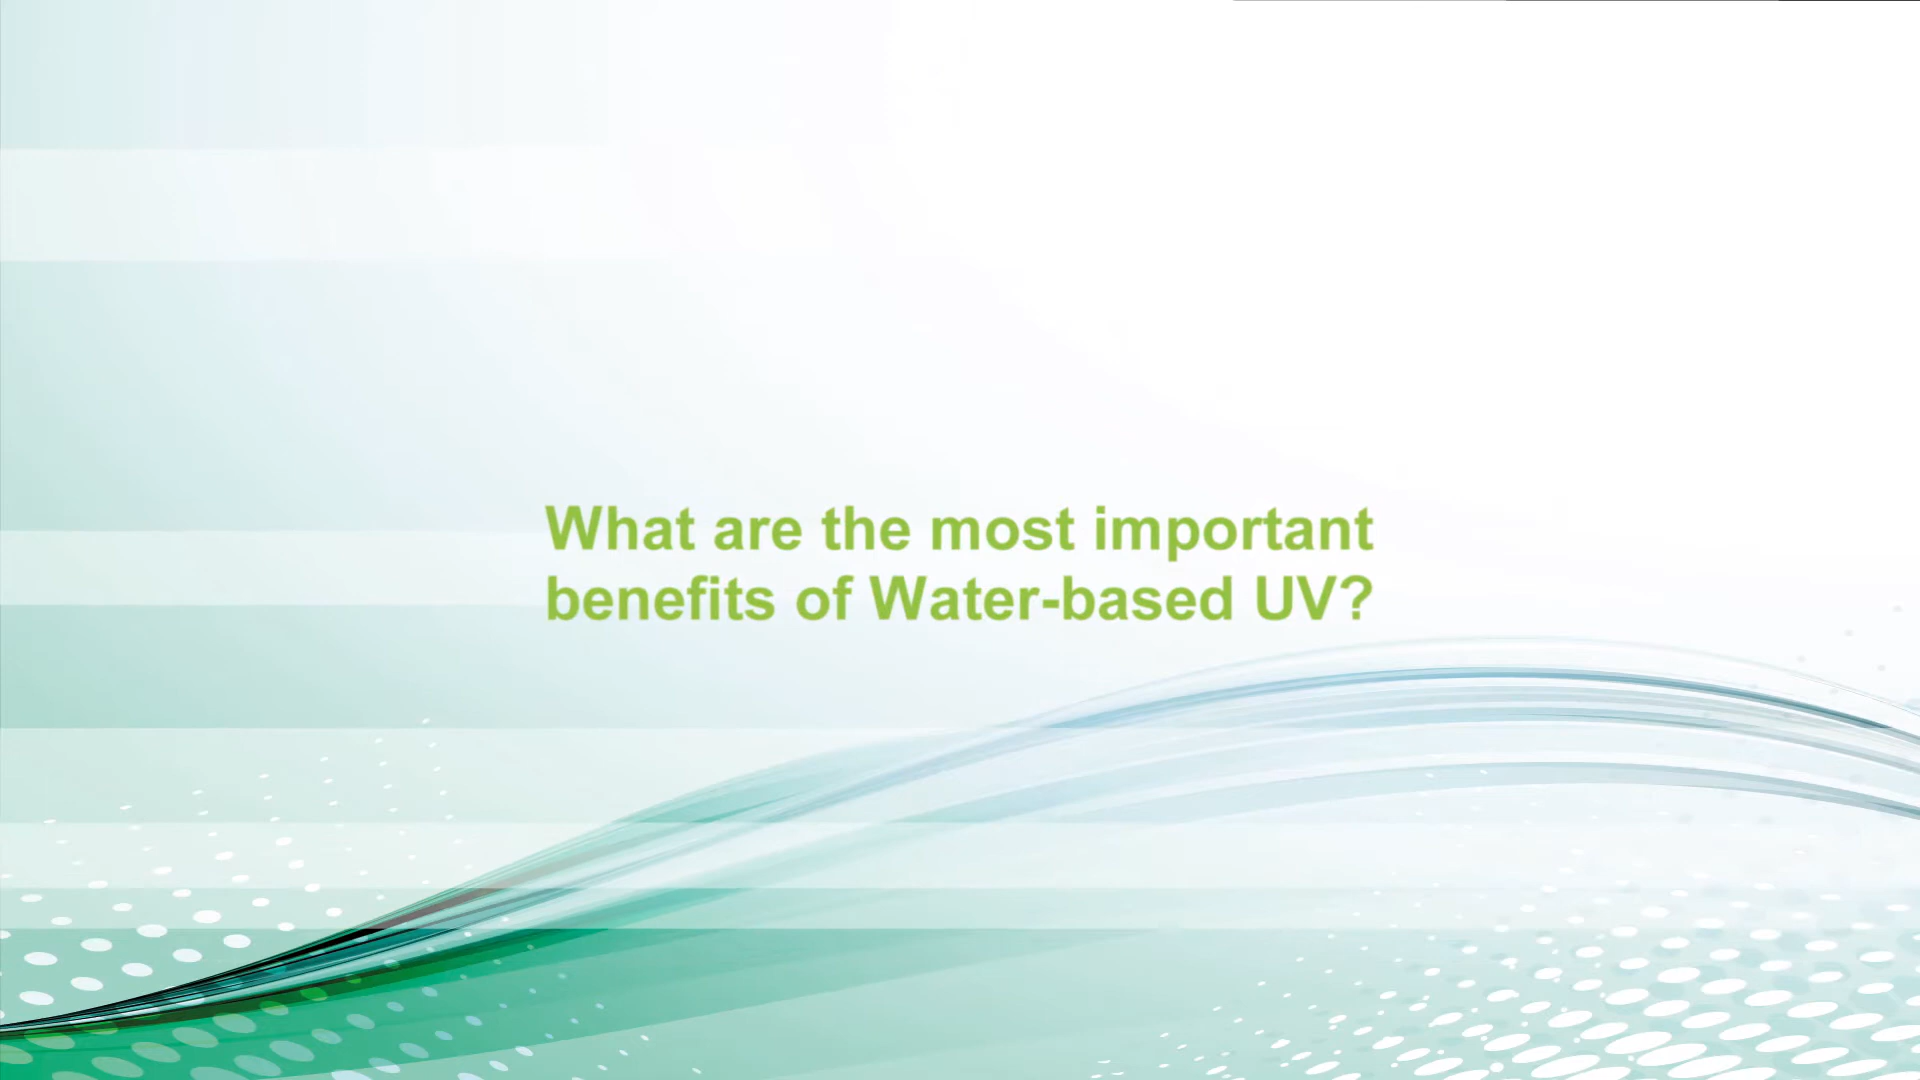 What are the most important
benefits of Water-based UV?